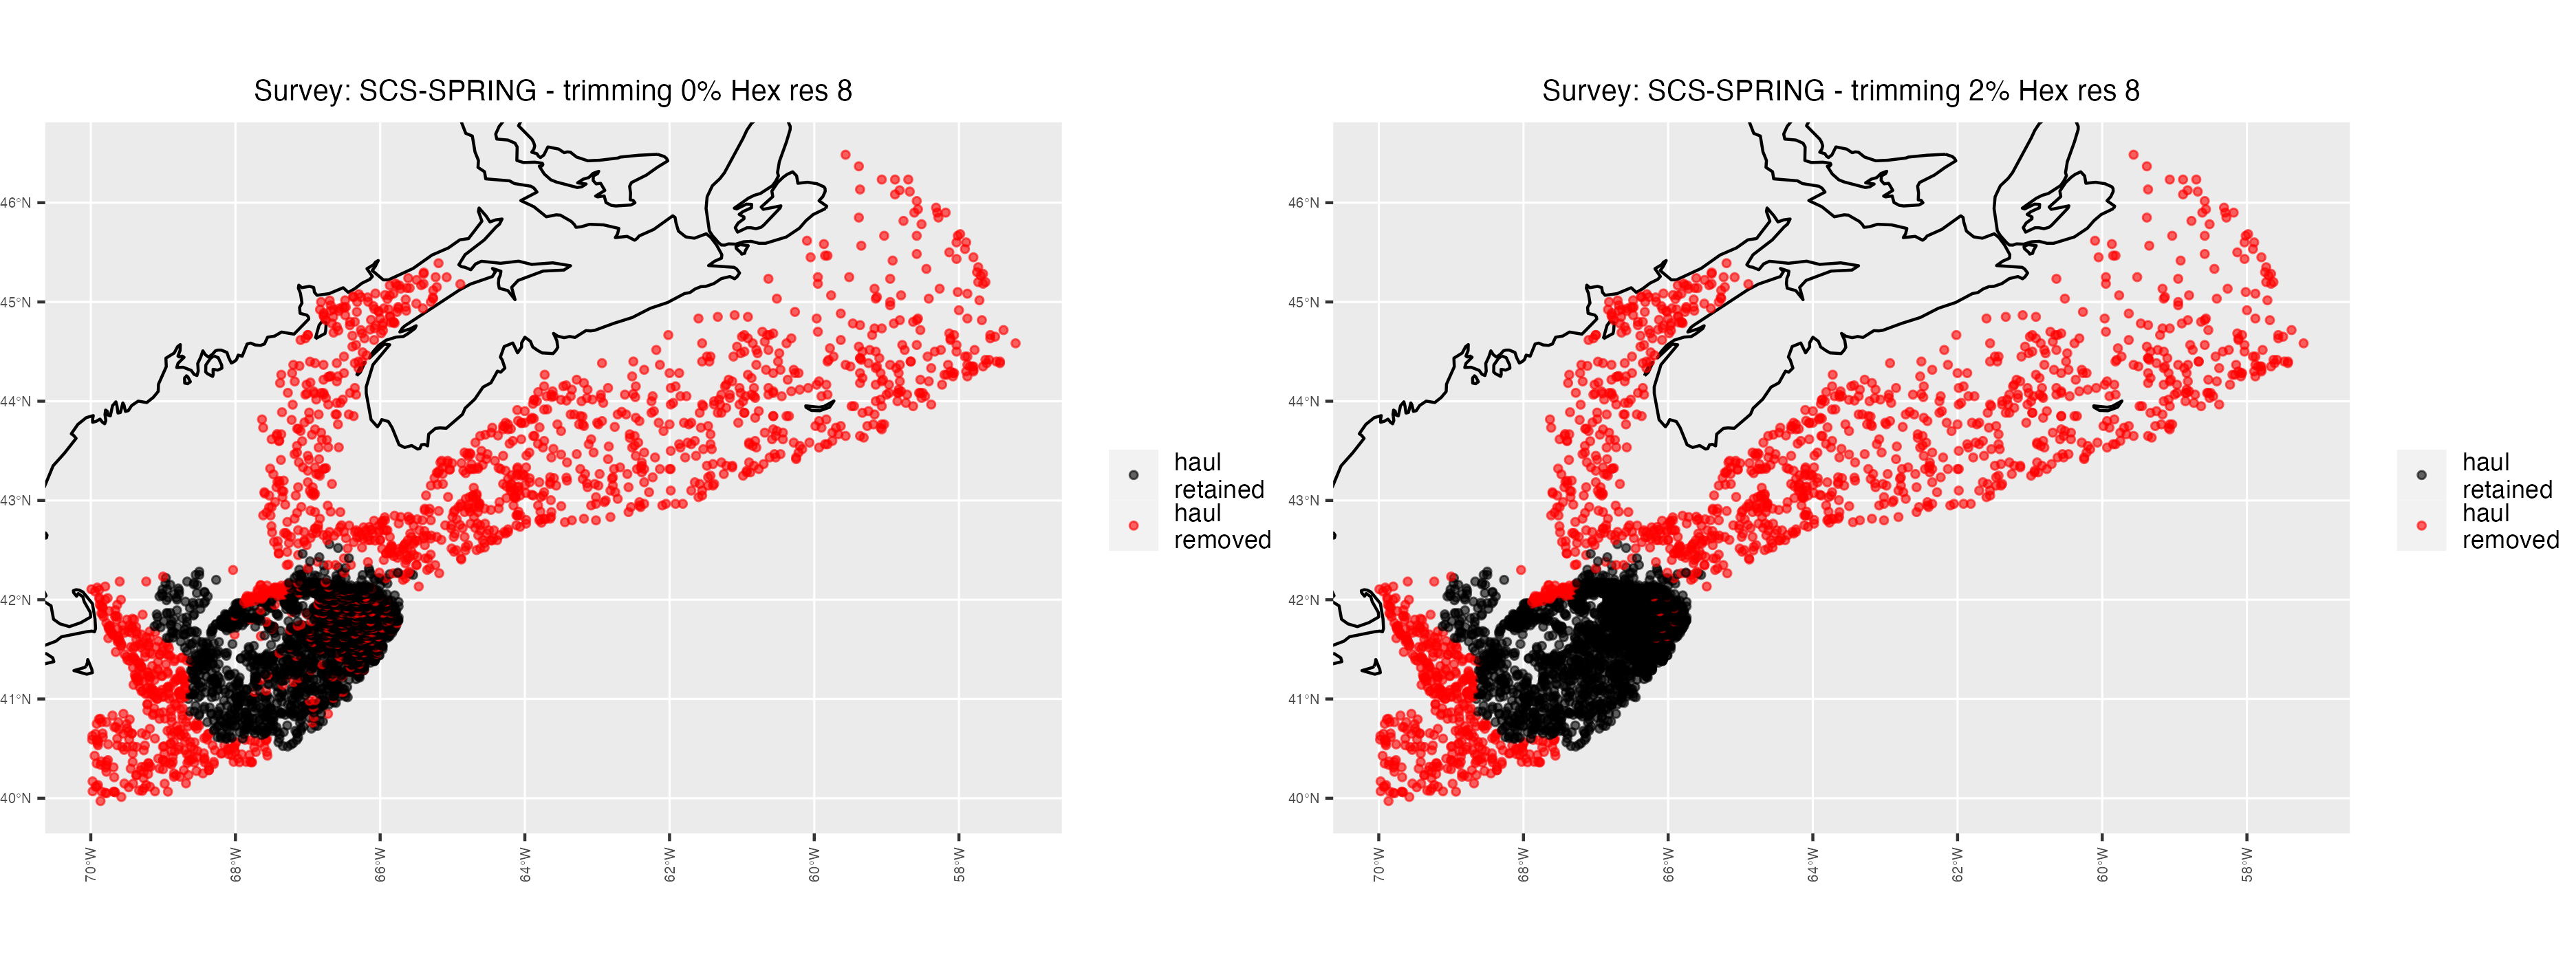 Survey: SCS-SPRING - trimming 0% Hex res 8
46°N
45°N
44°N
43°N
42°N
41°N
40°N
70°W
68°W
66°W
64°W
62°W
60°W
58°W
haul
retained
haul
removed
Survey: SCS-SPRING - trimming 2% Hex res 8
46°N
45°N
44°N
43°N
42°N
41°N
40°N
70°W
68°W
66°W
64°W
62°W
60°W
58°W
haul
retained
haul
removed